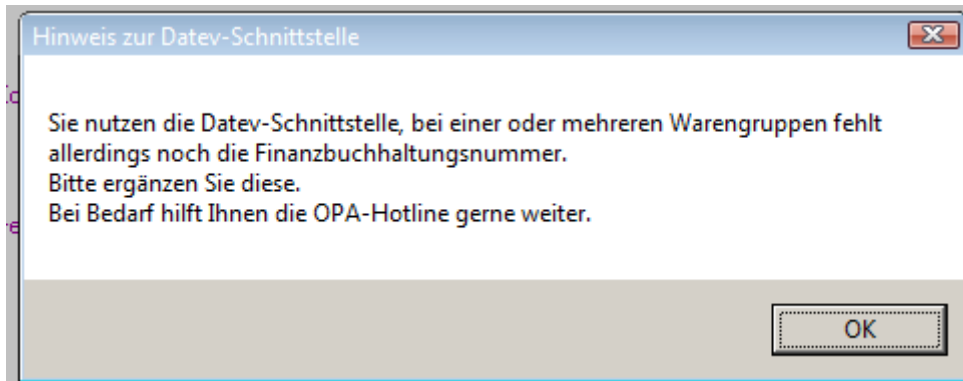 Hinweis zur Datev-Schnittstelle
Sie nutzen die Datev-Schnittstelle, bei einer oder mehreren Warengruppen fehlt
allerdings noch die Finanzbuchhaltungsnummer.
Bitte ergänzen Sie diese.
Bei Bedarf hilft Ihnen die OPA-Hotline gerne weiter.
OK